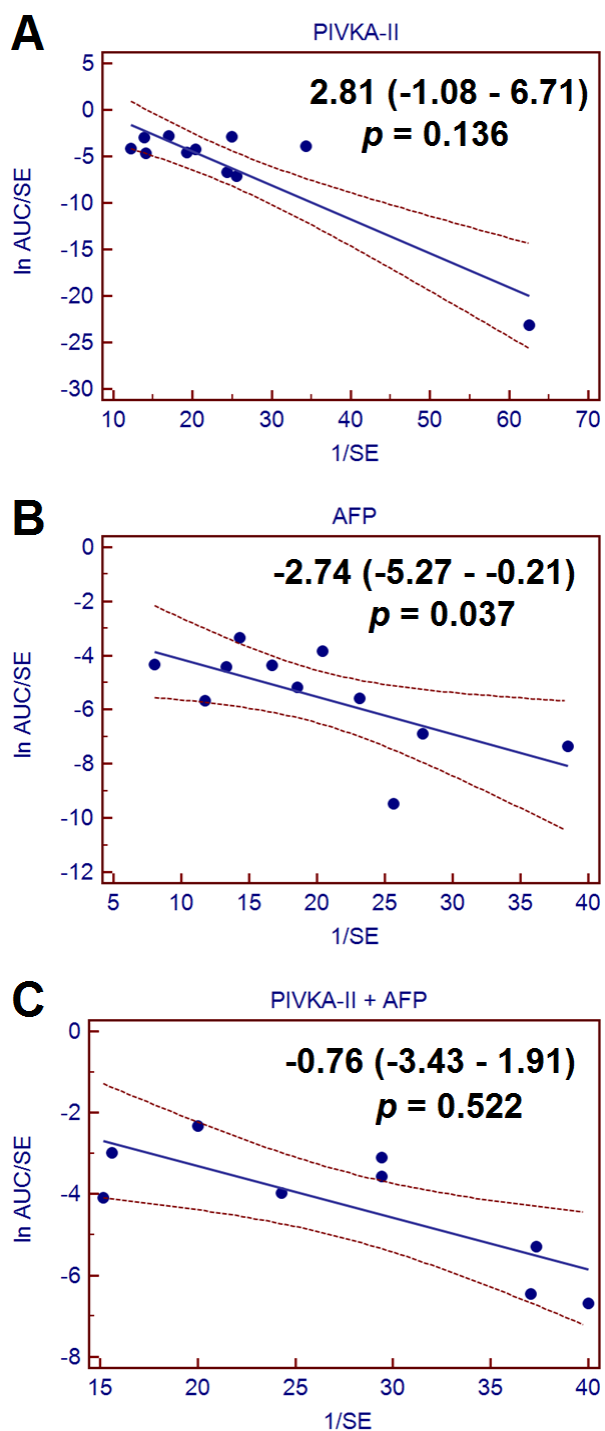 A
PIVKA-II
2.81 (-1.08 - 6.71)
p = 0.136
ln AUC/SE
5
0
-5
-10
-15
-20
-25
-30
10 20 30 40 50 60 70
1/SE
B
AFP
-2.74 (-5.27 - -0.21)
p = 0.037
ln AUC/SE
0
-2
-4
-6
-8
-10
-12
5 10 15 20 25 30 35 40
1/SE
C
PIVKA-II + AFP
-0.76 (-3.43 - 1.91)
p = 0.522
ln AUC/SE
0
-2
-4
-6
-8
15 20 25 30 35 40
1/SE